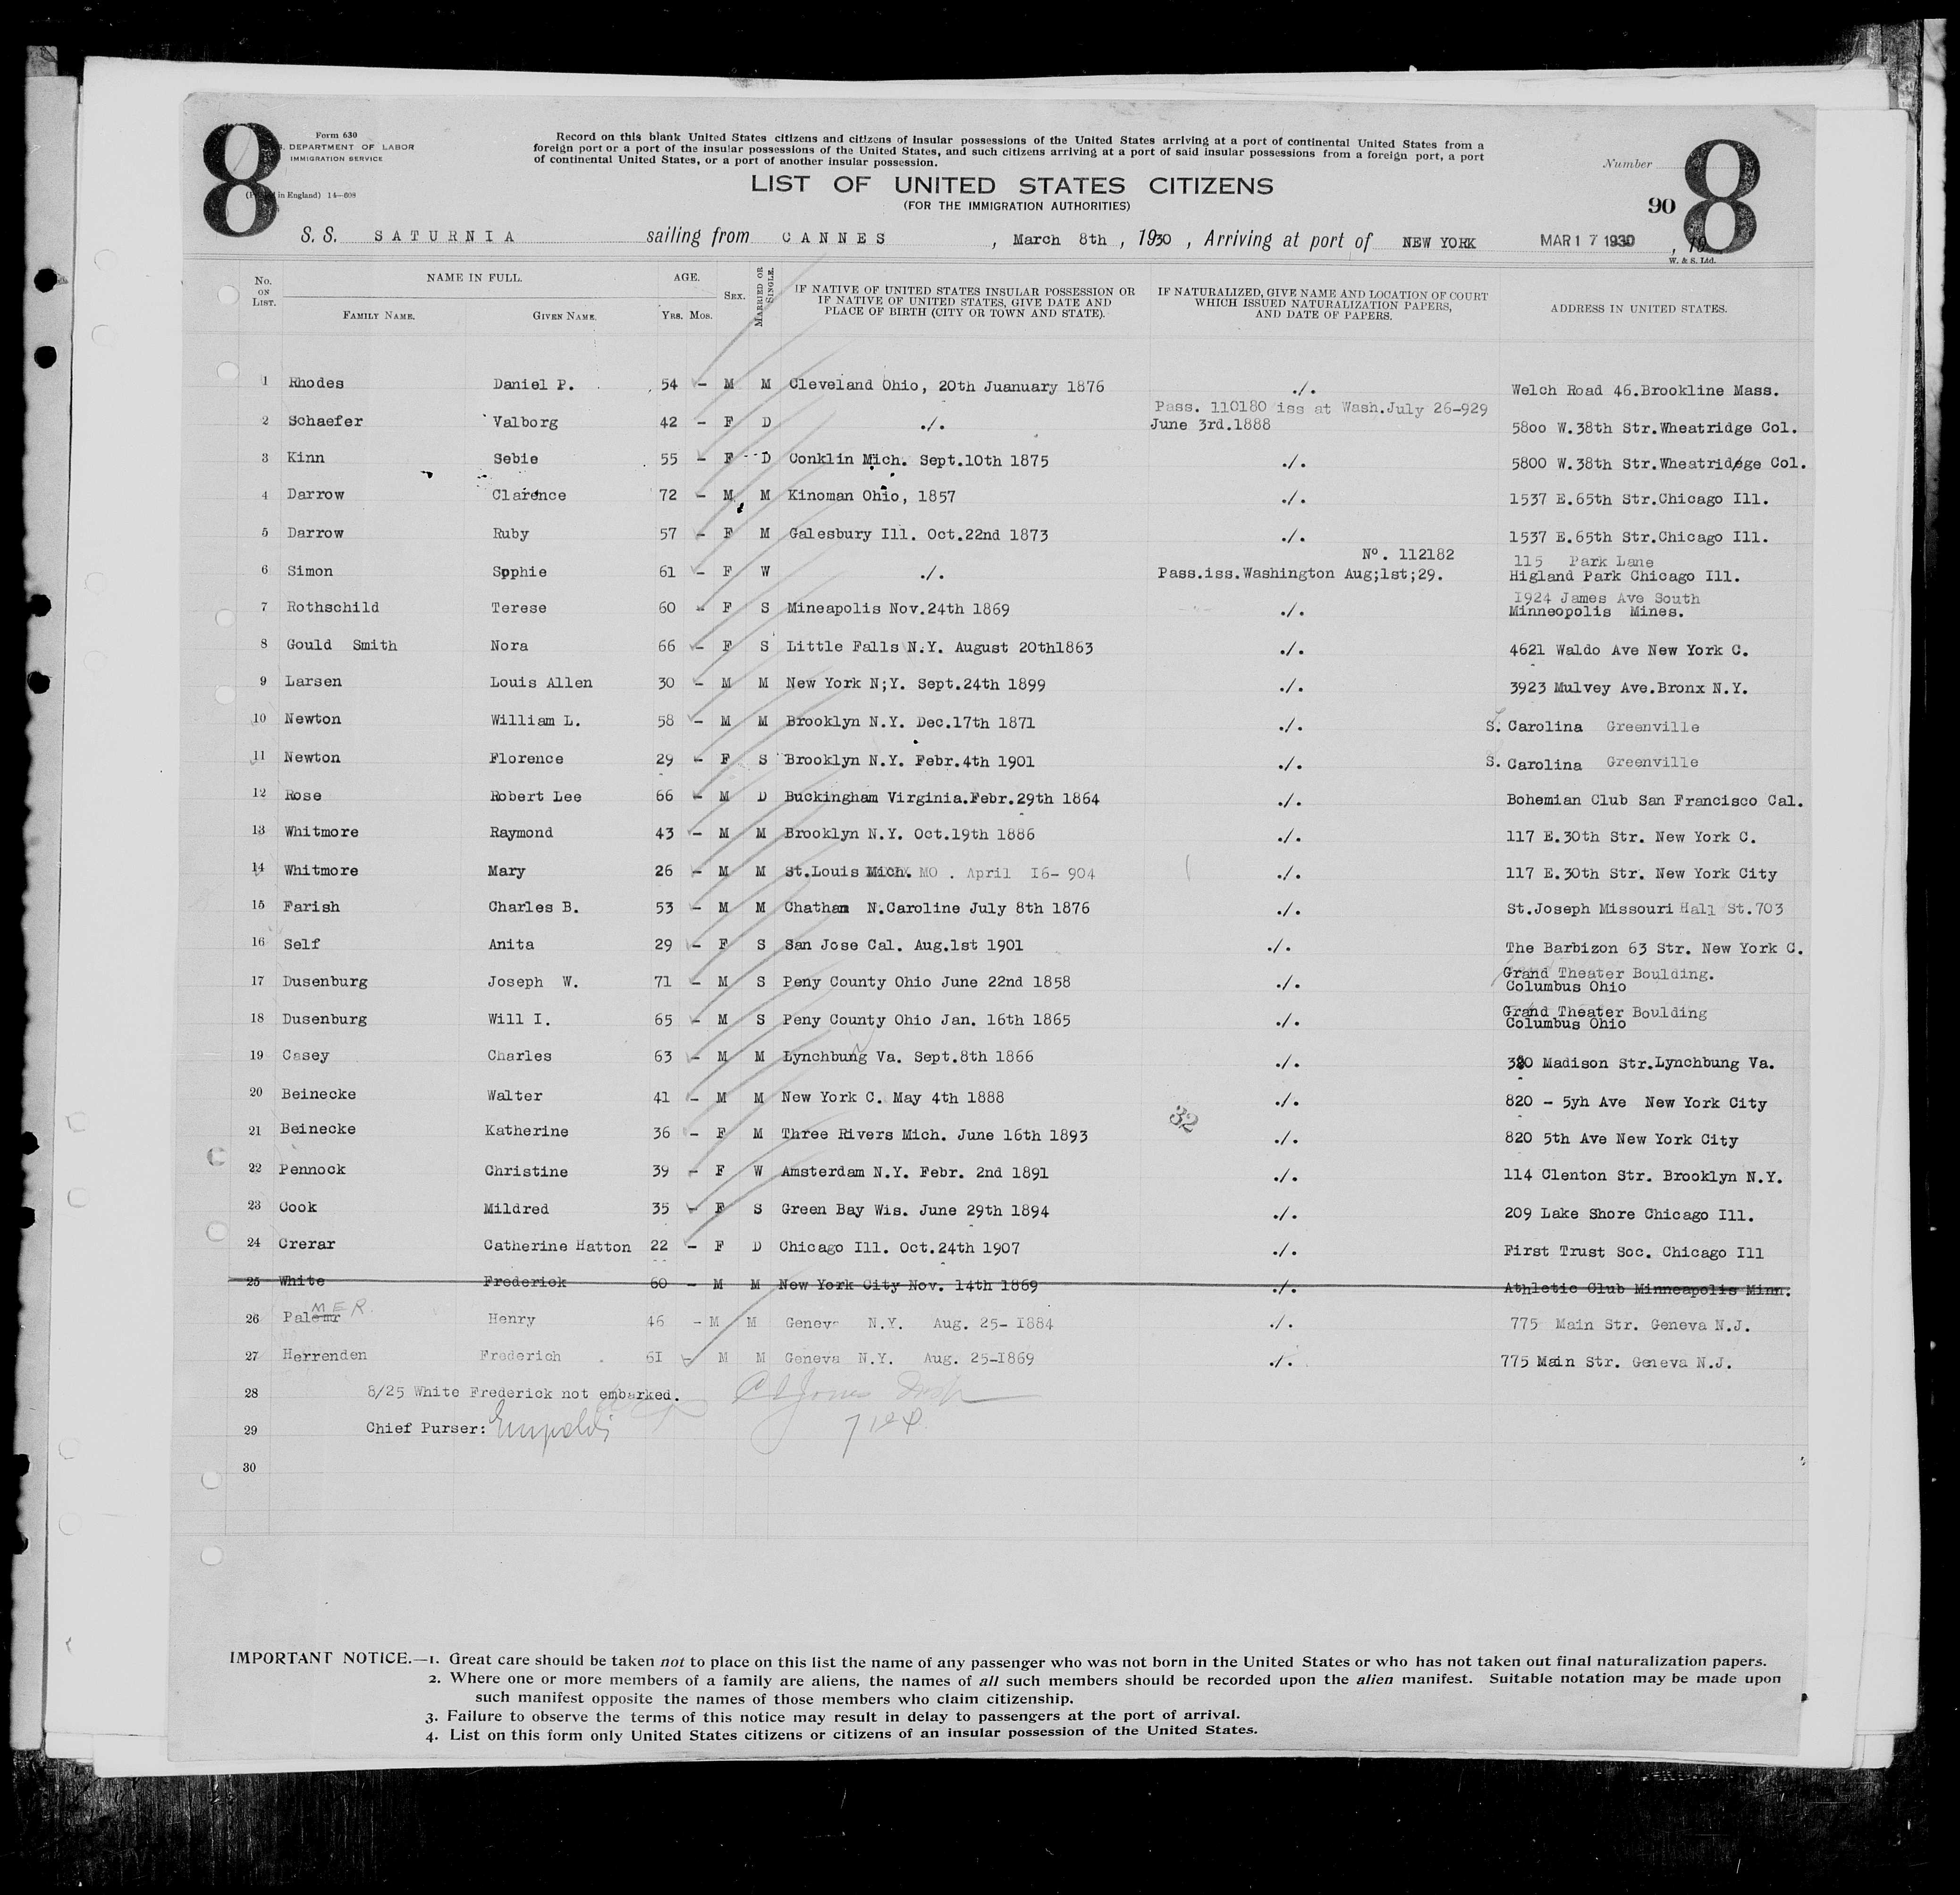 8
Form 630
DEPARTMENT OF LABOR
IMMIGRATION SERVICE
in England) 14—608
Record on this blank United States citizens and citizens of insular possessions of the United States arriving at a port of continental United States from a
foreign port or a port of the insular possessions of the United States, and such citizens arriving at a port of said insular possessions from a foreign port, a port
of continental United States, or a port of another insular possession.
Number
8
90
LIST OF UNITED STATES CITIZENS
(FOR THE IMMIGRATION AUTHORITIES)
S. S. SATURNIA sailing from CANNES, March 8th, 1930, Arriving at port of NEW YORK MAR 17 1930, 19
W. & S. Ltd.
No. ON LIST. NAME IN FULL. AGE. SEX. MARRIED OR SINGLE. IF NATIVE OF UNITED STATES INSULAR POSSESSION OR IF NATIVE OF UNITED STATES, GIVE DATE AND PLACE OF BIRTH (CITY OR TOWN AND STATE). IF NATURALIZED, GIVE NAME AND LOCATION OF COURT WHICH ISSUED NATURALIZATION PAPERS, AND DATE OF PAPERS. ADDRESS IN UNITED STATES.
FAMILY NAME. GIVEN NAME. YRS. MOS.
1 Rhodes Daniel P. 54 - M M Cleveland Ohio, 20th Juanuary 1876 ./. Welch Road 46.Brookline Mass.
Pass. 110180 iss at Wash.July 26-929
2 Schaefer Valborg 42 - F D ./. June 3rd.1888 5800 W.38th Str.Wheatridge Col.
3 Kinn Sebie 55 - F D Conklin Mich. Sept.10th 1875 ./. 5800 W.38th Str.Wheatridge Col.
4 Darrow Clarence 72 - M M Kinoman Ohio, 1857 ./. 1537 E.65th Str.Chicago Ill.
5 Darrow Ruby 57 - F M Galesbury Ill. Oct.22nd 1873 ./. 1537 E.65th Str.Chicago Ill.
No. 112182 115 Park Lane
6 Simon Sophie 61 - F W ./. Pass.iss.Washington Aug;1st;29. Higland Park Chicago Ill.
1924 James Ave South
7 Rothschild Terese 60 - F S Mineapolis Nov.24th 1869 ./. Minneopolis Mines.
8 Gould Smith Nora 66 - F S Little Falls N.Y. August 20th1863 ./. 4621 Waldo Ave New York C.
9 Larsen Louis Allen 30 - M M New York N;Y. Sept.24th 1899 ./. 3923 Mulvey Ave.Bronx N.Y.
10 Newton William L. 58 - M M Brooklyn N.Y. Dec.17th 1871 ./. S. Carolina Greenville
11 Newton Florence 29 - F S Brooklyn N.Y. Febr.4th 1901 ./. S. Carolina Greenville
12 Rose Robert Lee 66 - M D Buckingham Virginia.Febr.29th 1864 ./. Bohemian Club San Francisco Cal.
13 Whitmore Raymond 43 - M M Brooklyn N.Y. Oct.19th 1886 ./. 117 E.30th Str. New York C.
14 Whitmore Mary 26 - M M St.Louis Mich. MO . April 16- 904 ./. 117 E.30th Str. New York City
15 Farish Charles B. 53 - M M Chatham N.Caroline July 8th 1876 ./. St.Joseph Missouri Hall St.703
16 Self Anita 29 - F S San Jose Cal. Aug.1st 1901 ./. The Barbizon 63 Str. New York C.
Grand Theater Boulding.
17 Dusenburg Joseph W. 71 - M S Peny County Ohio June 22nd 1858 ./. Columbus Ohio
Grand Theater Boulding
18 Dusenburg Will I. 65 - M S Peny County Ohio Jan. 16th 1865 ./. Columbus Ohio
19 Casey Charles 63 - M M Lynchbung Va. Sept.8th 1866 ./. Madison Str.Lynchbung Va.
20 Beinecke Walter 41 - M M New York C. May 4th 1888 ./. 820 - 5yh Ave New York City
32
21 Beinecke Katherine 36 - F M Three Rivers Mich. June 16th 1893 ./. 820 5th Ave New York City
22 Pennock Christine 39 - F W Amsterdam N.Y. Febr. 2nd 1891 ./. 114 Clenton Str. Brooklyn N.Y.
23 Cook Mildred 35 - F S Green Bay Wis. June 29th 1894 ./. 209 Lake Shore Chicago Ill.
24 Crerar Catherine Hatton 22 - F D Chicago Ill. Oct.24th 1907 ./. First Trust Soc. Chicago Ill
25 White Frederick 60 - M M New York City Nov. 14th 1869 ./. Athletic Club Minneapolis Minn.
MER
26 Palemr Henry 46 - M M Genev N.Y. Aug. 25- 1884 ./. 775 Main Str. Geneva N.J.
27 Herrenden Frederich 61 - M M Geneva N.Y. Aug. 25-1869 ./. 775 Main Str. Geneva N.J.
28 8/25 White Frederick not embarked.
29 Chief Purser:
30
IMPORTANT NOTICE.—1. Great care should be taken not to place on this list the name of any passenger who was not born in the United States or who has not taken out final naturalization papers.
2. Where one or more members of a family are aliens, the names of all such members should be recorded upon the alien manifest. Suitable notation may be made upon
such manifest opposite the names of those members who claim citizenship.
3. Failure to observe the terms of this notice may result in delay to passengers at the port of arrival.
4. List on this form only United States citizens or citizens of an insular possession of the United States.